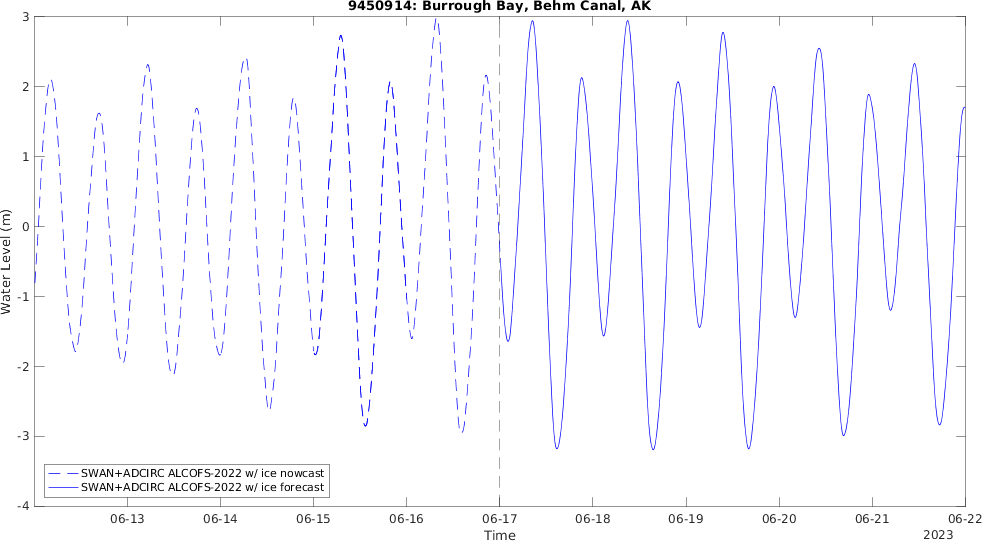 9450914: Burrough Bay, Behm Canal, AK
3
2
1
0
-1
-2
-3
-4
Water Level (m)
SWAN+ADCIRC ALCOFS-2022 w/ ice nowcast
SWAN+ADCIRC ALCOFS-2022 w/ ice forecast
06-13 06-14 06-15 06-16 06-17 06-18 06-19 06-20 06-21 06-22
Time
2023